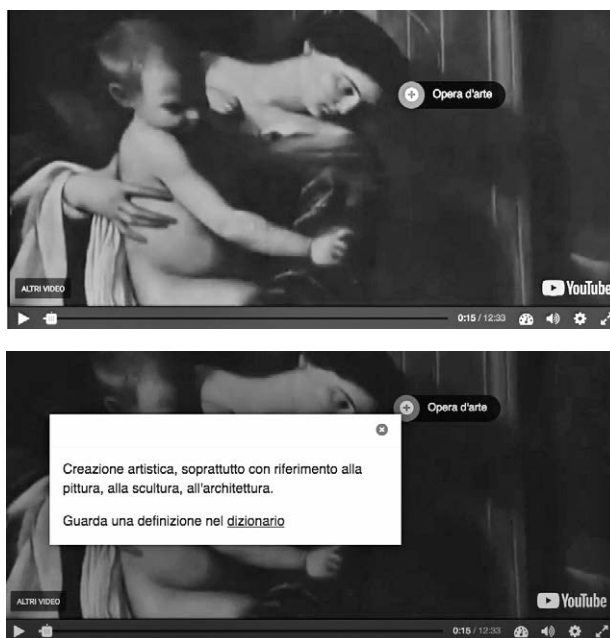 Opera d'arte
ALTRI VIDEO
YouTube
0:15 / 12:33
Opera d'arte
Creazione artistica, soprattutto con riferimento alla
pittura, alla scultura, all'architettura.
Guarda una definizione nel dizionario
ALTRI VIDEO
YouTube
0:15 / 12:33